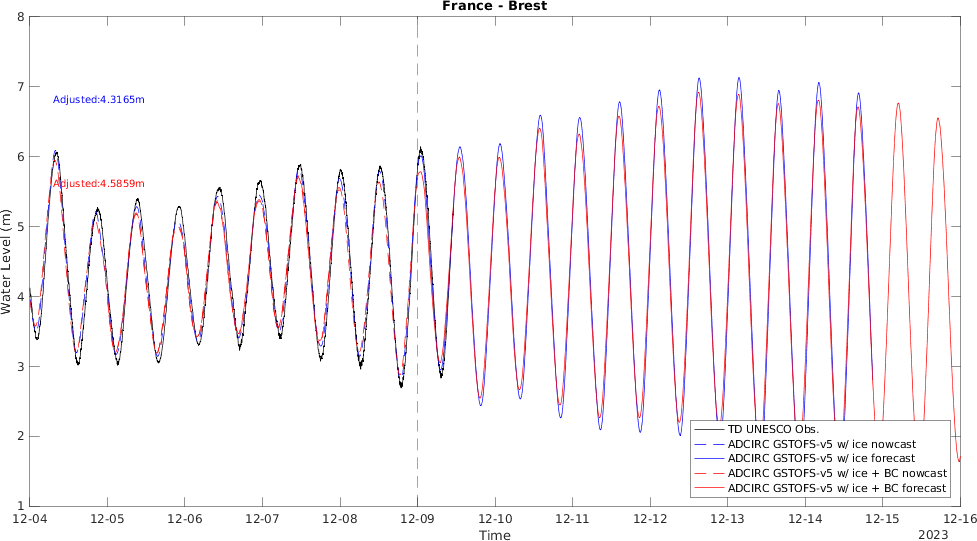 France - Brest
8
7
6
5
4
3
2
1
Water Level (m)
Adjusted:4.3165m
Adjusted:4.5859m
TD UNESCO Obs.
ADCIRC GSTOFS-v5 w/ ice nowcast
ADCIRC GSTOFS-v5 w/ ice forecast
ADCIRC GSTOFS-v5 w/ ice + BC nowcast
ADCIRC GSTOFS-v5 w/ ice + BC forecast
12-04 12-05 12-06 12-07 12-08 12-09 12-10 12-11 12-12 12-13 12-14 12-15 12-16
Time
2023